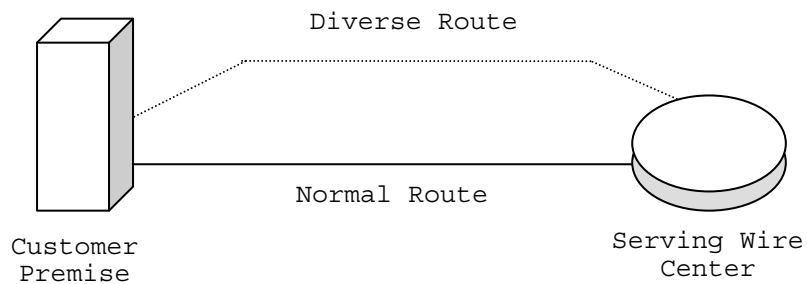 Diverse Route
Normal Route
Customer
Premise
Serving Wire
Center